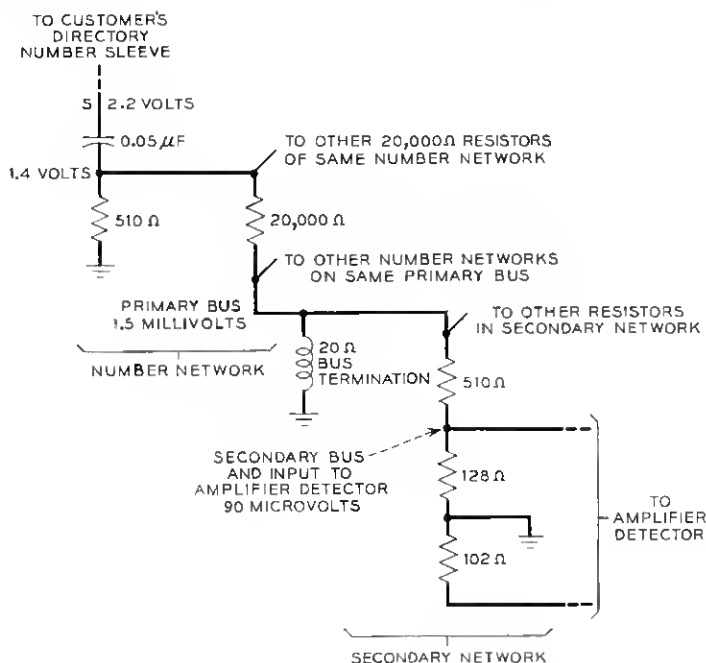 TO CUSTOMER'S
DIRECTORY
NUMBER SLEEVE
S 2.2 VOLTS
0.05 µF
1.4 VOLTS
510 Ω
TO OTHER 20,000Ω RESISTORS
OF SAME NUMBER NETWORK
20,000 Ω
TO OTHER NUMBER NETWORKS
ON SAME PRIMARY BUS
PRIMARY BUS
1.5 MILLIVOLTS
NUMBER NETWORK
20 Ω
BUS
TERMINATION
TO OTHER RESISTORS
IN SECONDARY NETWORK
510Ω
SECONDARY BUS
AND INPUT TO
AMPLIFIER DETECTOR
90 MICROVOLTS
128Ω
102Ω
TO
AMPLIFIER
DETECTOR
SECONDARY NETWORK